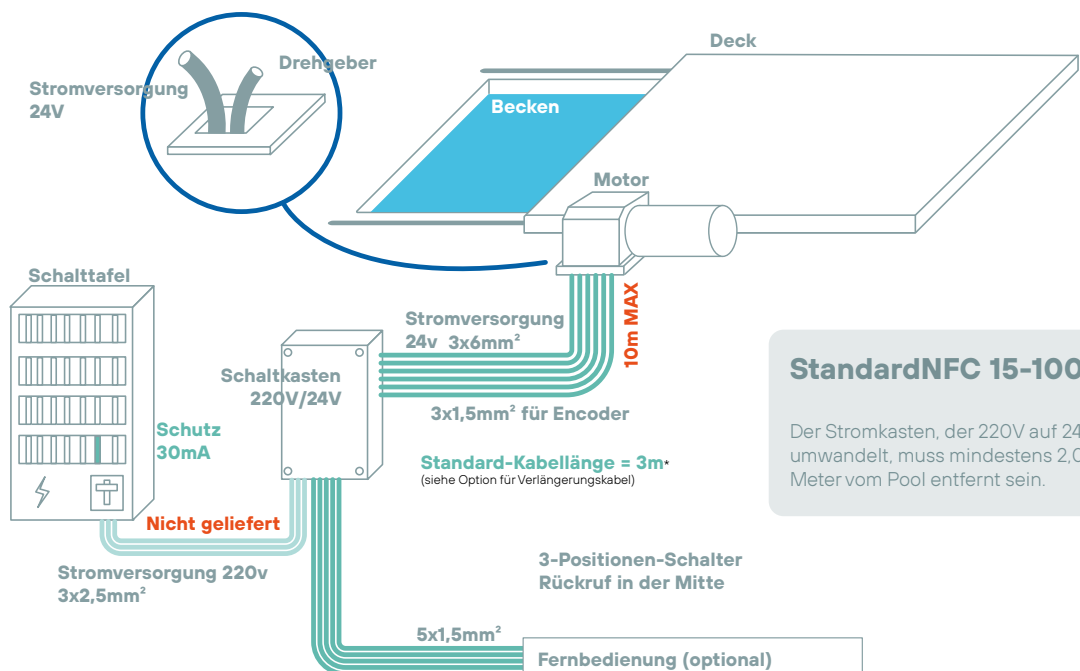 Deck
Drehgeber
Stromversorgung
24V
Becken
Motor
Schalttafel
Stromversorgung
24v 3x6mm²
10m MAX
Schaltkasten
220V/24V
3x1,5mm² für Encoder
Schutz
30mA
Standard-Kabellänge = 3m*
(siehe Option für Verlängerungskabel)
StandardNFC 15-100
Der Stromkasten, der 220V auf 24
umwandelt, muss mindestens 2,0
Meter vom Pool entfernt sein.
Nicht geliefert
Stromversorgung 220v
3x2,5mm²
3-Positionen-Schalter
Rückruf in der Mitte
5x1,5mm²
Fernbedienung (optional)